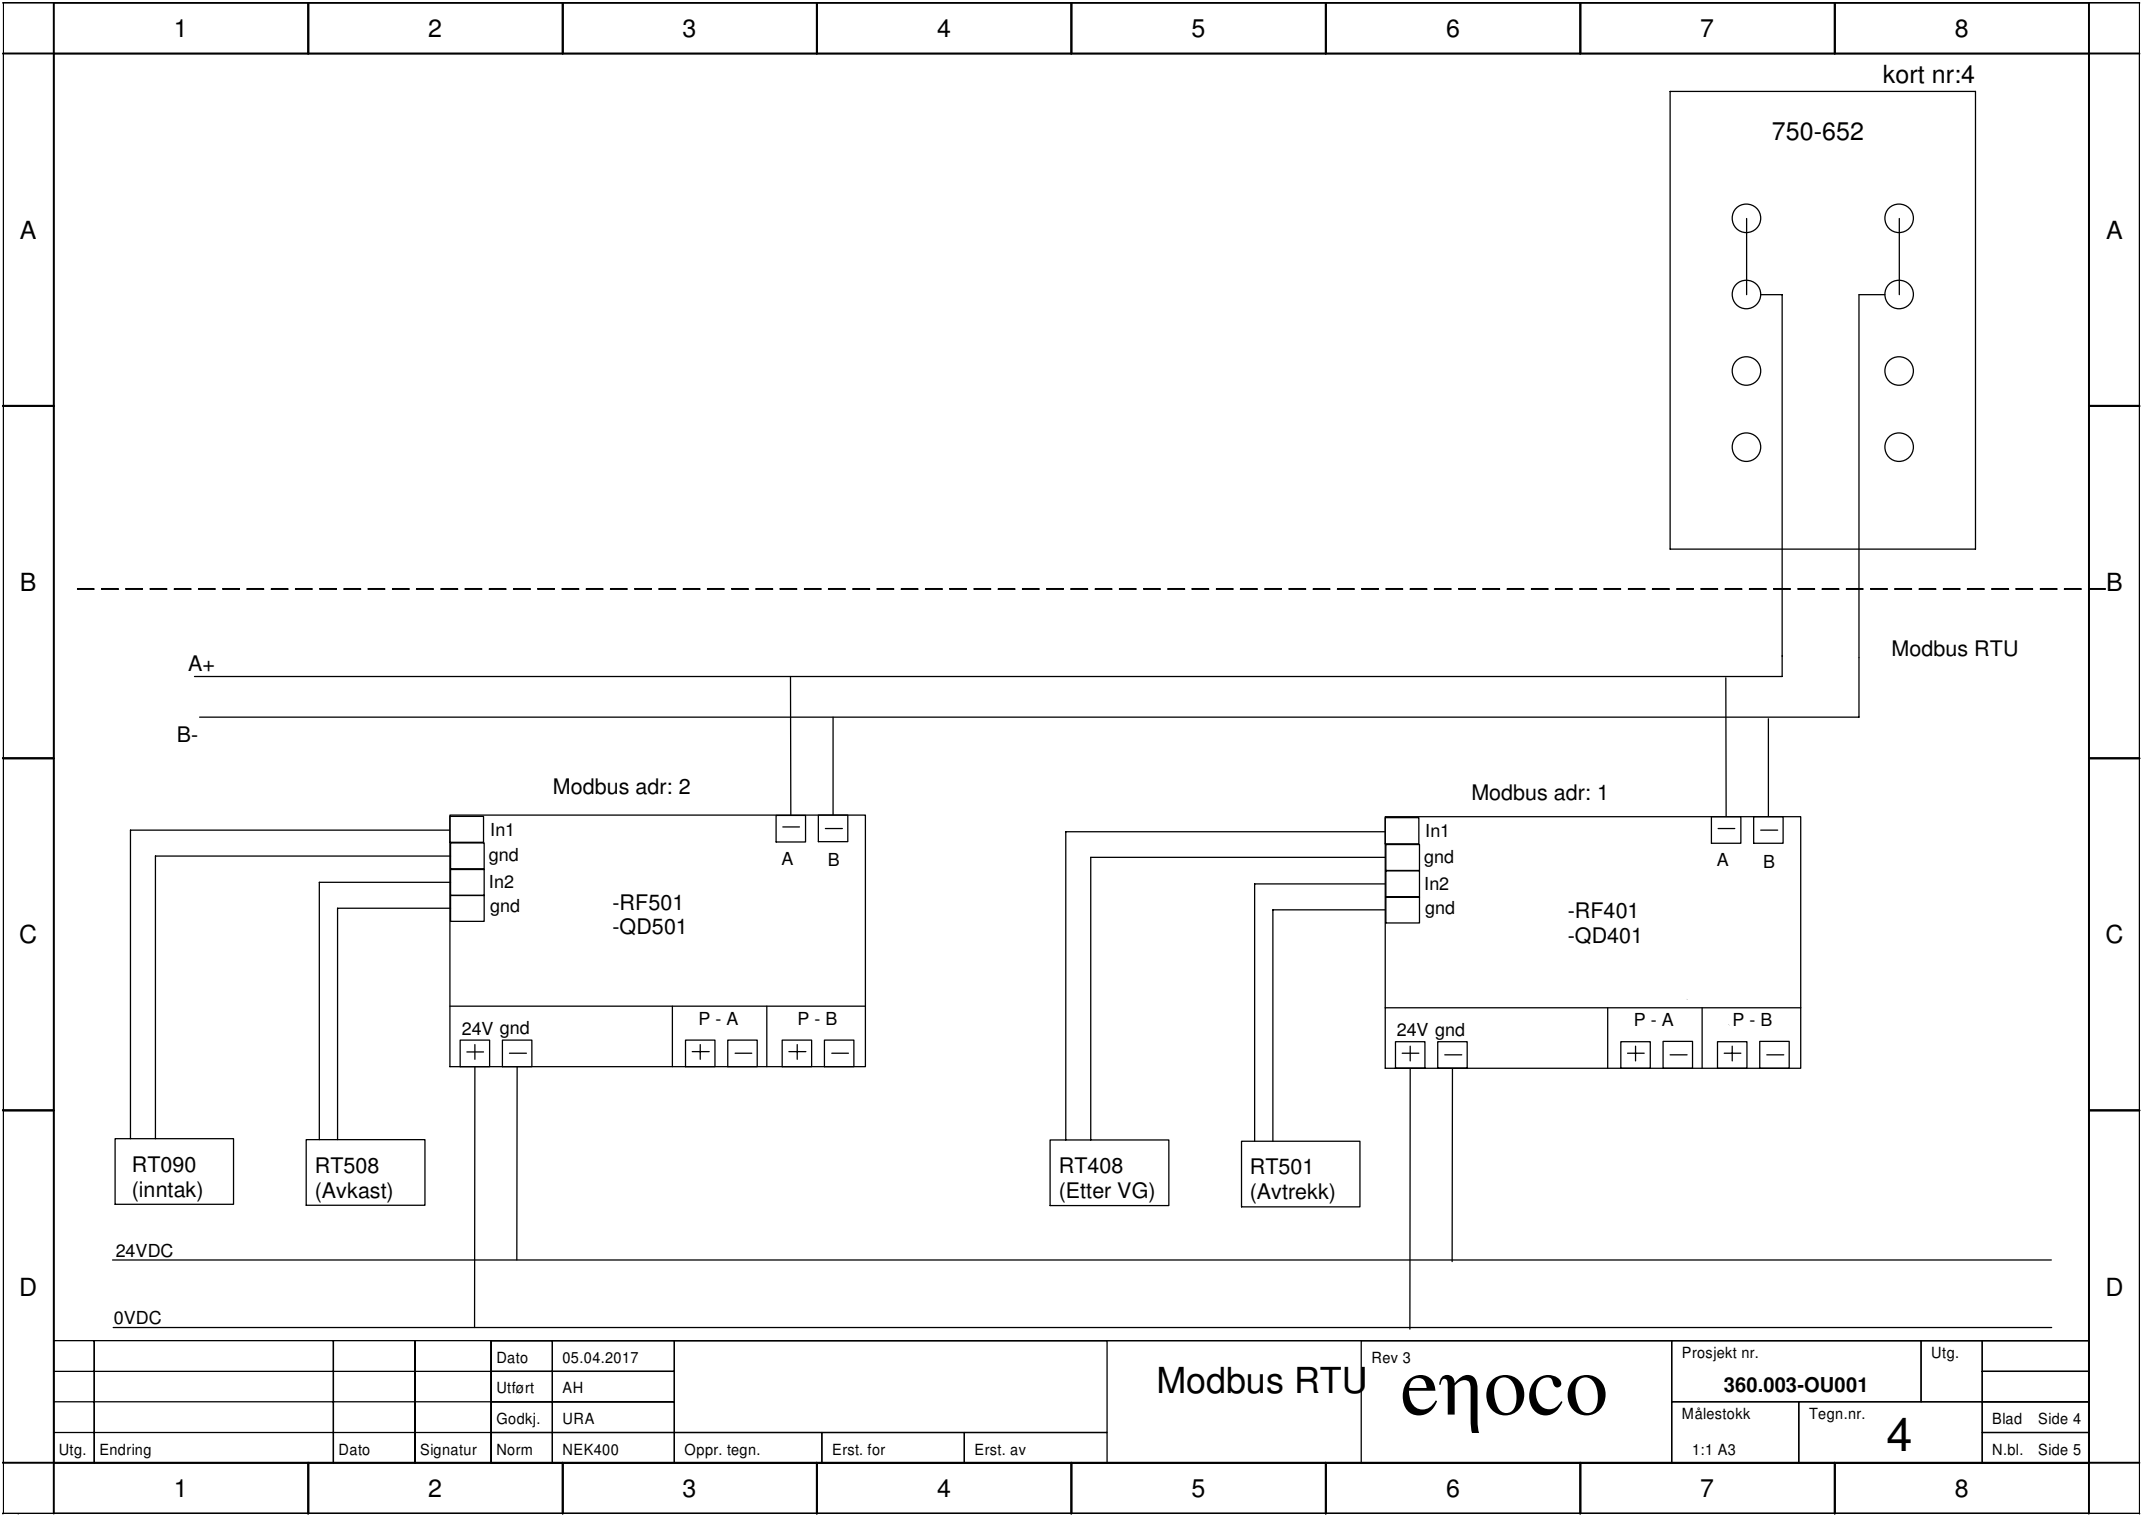 1 2 3 4 5 6 7 8
kort nr:4
750-652
A A
B B
Modbus RTU
A+
B-
Modbus adr: 2
Modbus adr: 1
In1
gnd
In2
gnd
A B
-RF501
-QD501
P - A P - B
24V gnd
+ − + − + −
In1
gnd
In2
gnd
A B
-RF401
-QD401
P - A P - B
24V gnd
+ − + − + −
C C
RT090
(inntak)
RT508
(Avkast)
RT408
(Etter VG)
RT501
(Avtrekk)
24VDC
D D
0VDC
Dato 05.04.2017
Utført AH
Godkj. URA
Utg. Endring Dato Signatur Norm NEK400 Oppr. tegn. Erst. for Erst. av
Modbus RTU
Rev 3
eηoco
Prosjekt nr. Utg.
360.003-OU001
Målestokk Tegn.nr.
1:1 A3 4
Blad Side 4
N.bl. Side 5
1 2 3 4 5 6 7 8